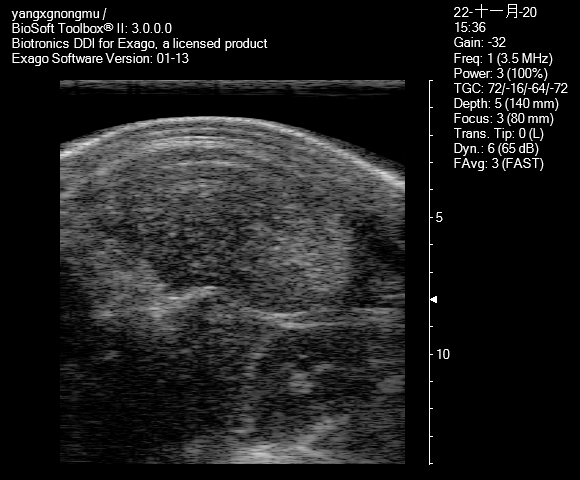 yangxgnongmu /
BioSoft Toolbox® II: 3.0.0.0
Biotronics DDI for Exago, a licensed product
Exago Software Version: 01-13
22-十一月-20
15:36
Gain: -32
Freq: 1 (3.5 MHz)
Power: 3 (100%)
TGC: 72/-16/-64/-72
Depth: 5 (140 mm)
Focus: 3 (80 mm)
Trans. Tip: 0 (L)
Dyn.: 6 (65 dB)
FAvg: 3 (FAST)
5
10